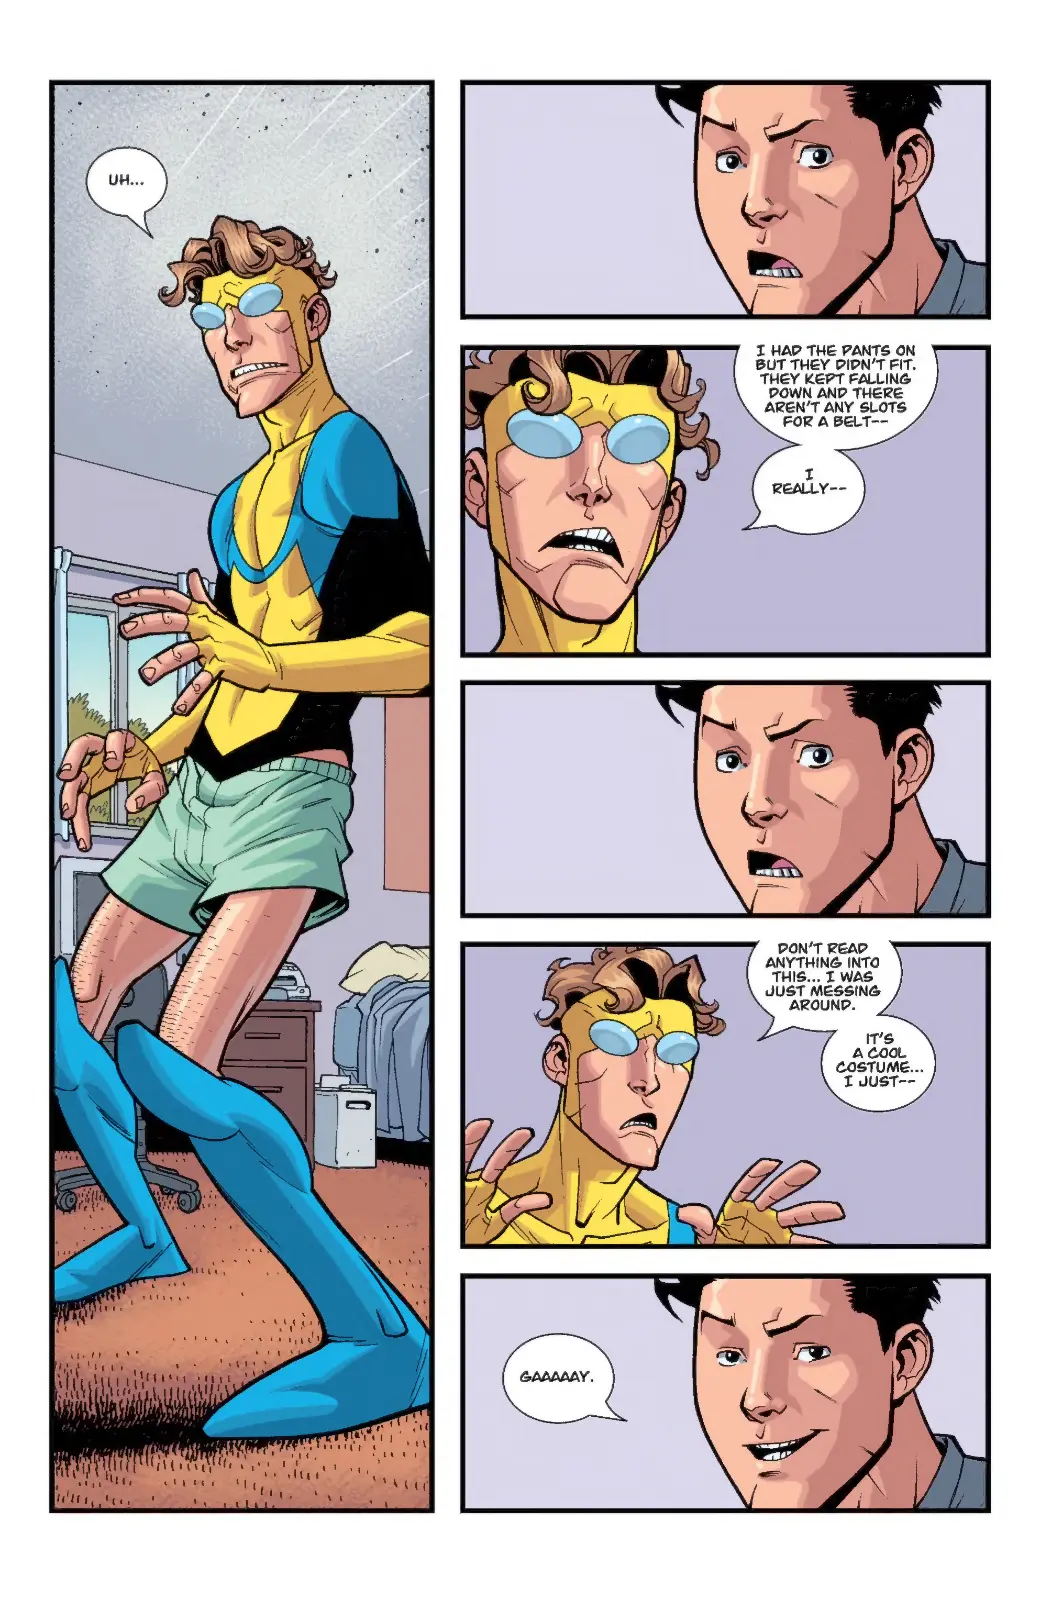 UH...
I HAD THE PANTS ON
BUT THEY DIDN'T FIT.
THEY KEPT FALLING
DOWN AND THERE
AREN'T ANY SLOTS
FOR A BELT--
I
REALLY--
DON'T READ
ANYTHING INTO
THIS... I WAS
JUST MESSING
AROUND.
IT'S
A COOL
COSTUME...
I JUST--
GAAAAAY.